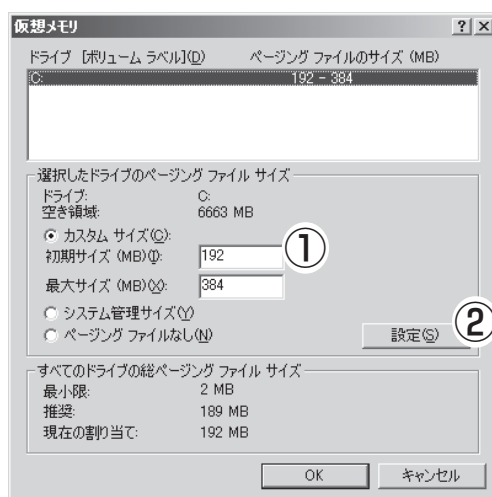 仮想メモリ
ドライブ [ボリューム ラベル](D) ページング ファイルのサイズ (MB)
C: 192 - 384
選択したドライブのページング ファイル サイズ
ドライブ: C:
空き領域: 6663 MB
カスタム サイズ(C):
初期サイズ (MB)(I): 192
①
最大サイズ (MB)(X): 384
システム管理サイズ(Y)
ページング ファイルなし(N)
設定(S)
②
すべてのドライブの総ページング ファイル サイズ
最小限: 2 MB
推奨: 189 MB
現在の割り当て: 192 MB
OK キャンセル